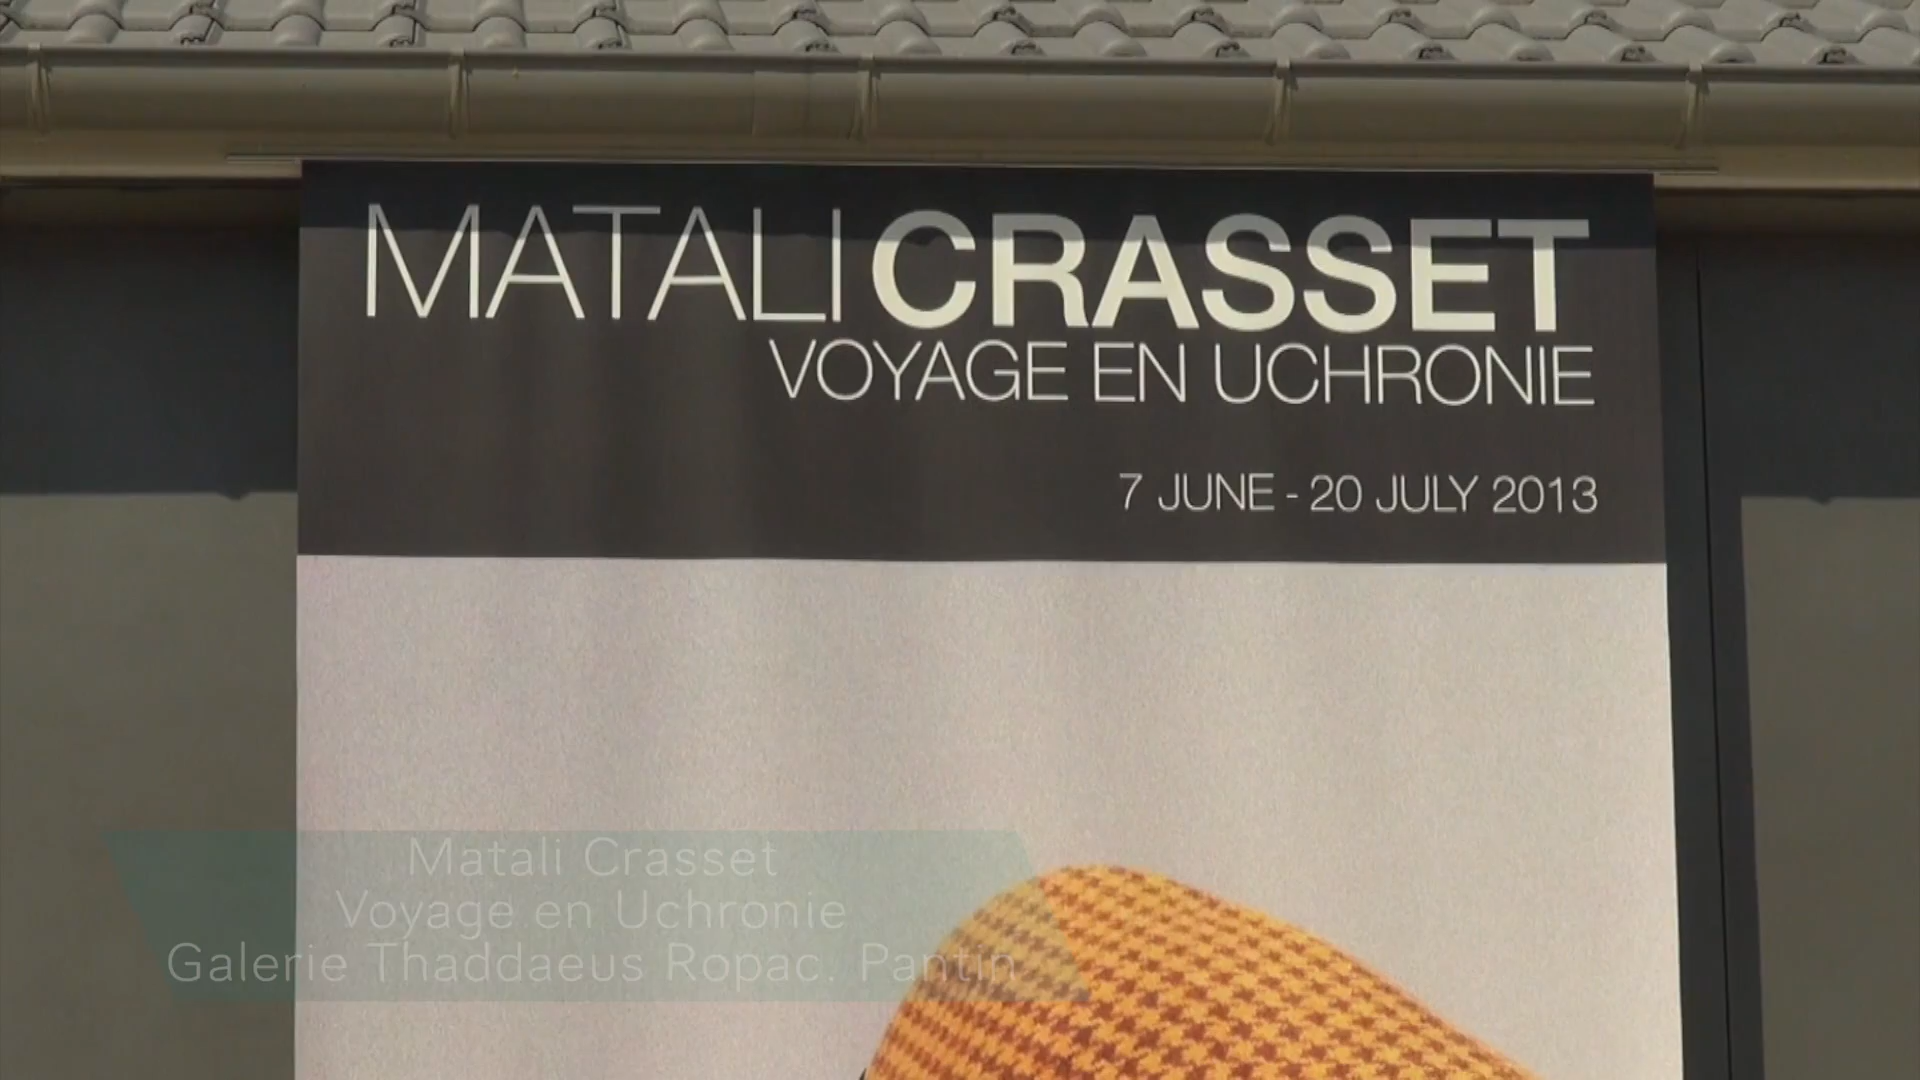 MATALI CRASSET
VOYAGE EN UCHRONIE
7 JUNE - 20 JULY 2013
Matali Crasset
Voyage en Uchronie
Galerie Thaddaeus Ropac. Pantin